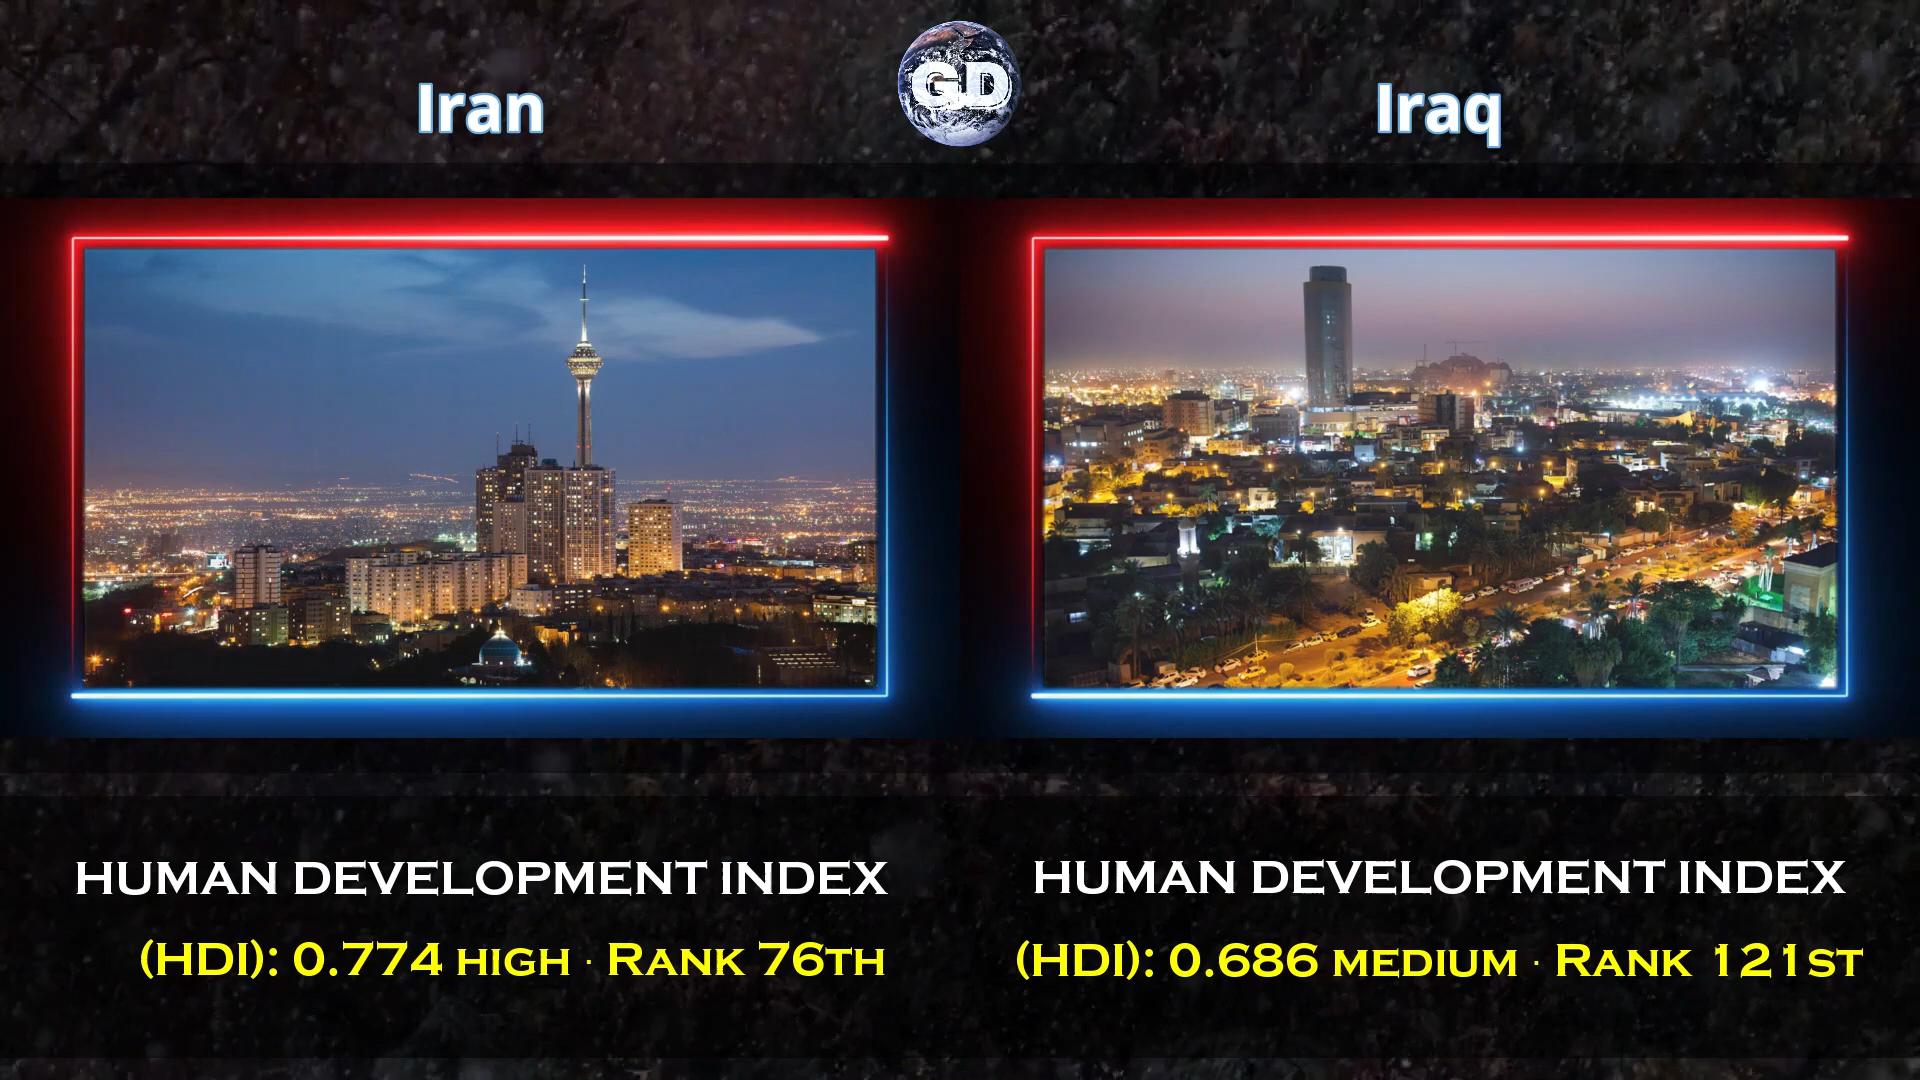 Iran
GD
Iraq
HUMAN DEVELOPMENT INDEX
(HDI): 0.774 HIGH · RANK 76TH
HUMAN DEVELOPMENT INDEX
(HDI): 0.686 MEDIUM · RANK 121ST